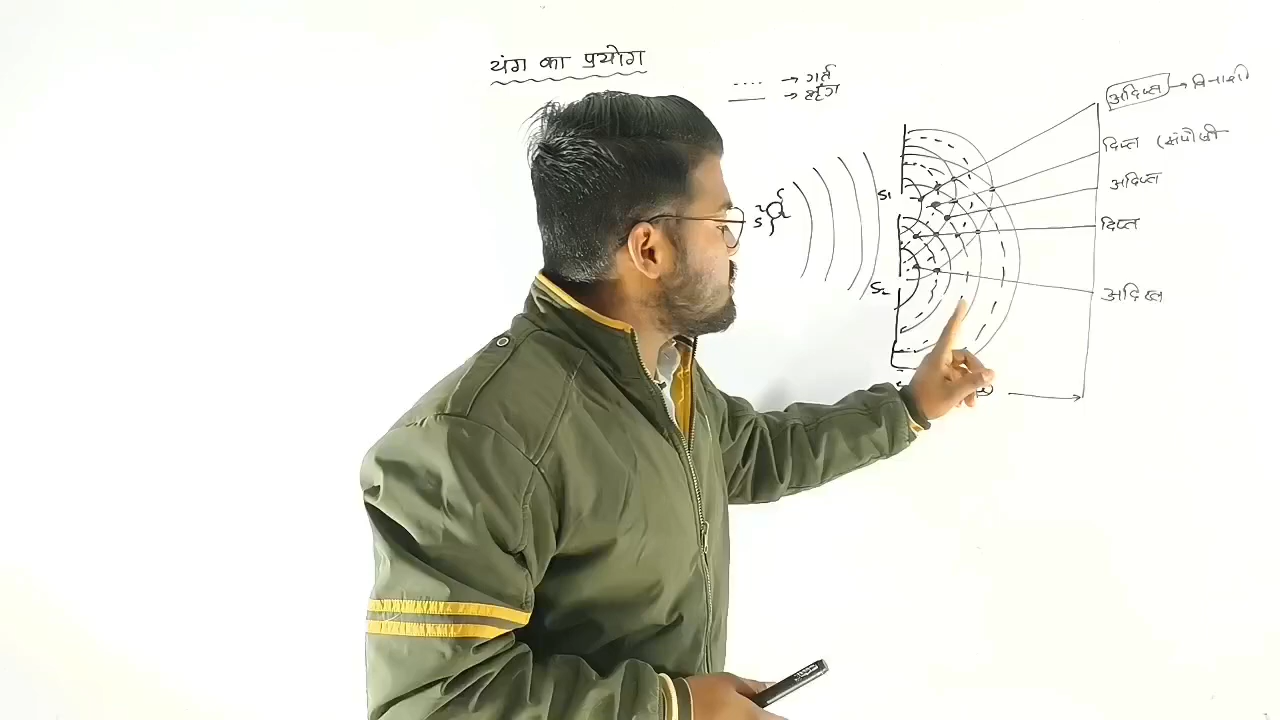 यंग का प्रयोग
.... → गर्त
— → श्रृंग
अदिप्त → विनाशी
दिप्त (संपोषी
S1
अदिप्त
दिप्त
S2
अदिप्त